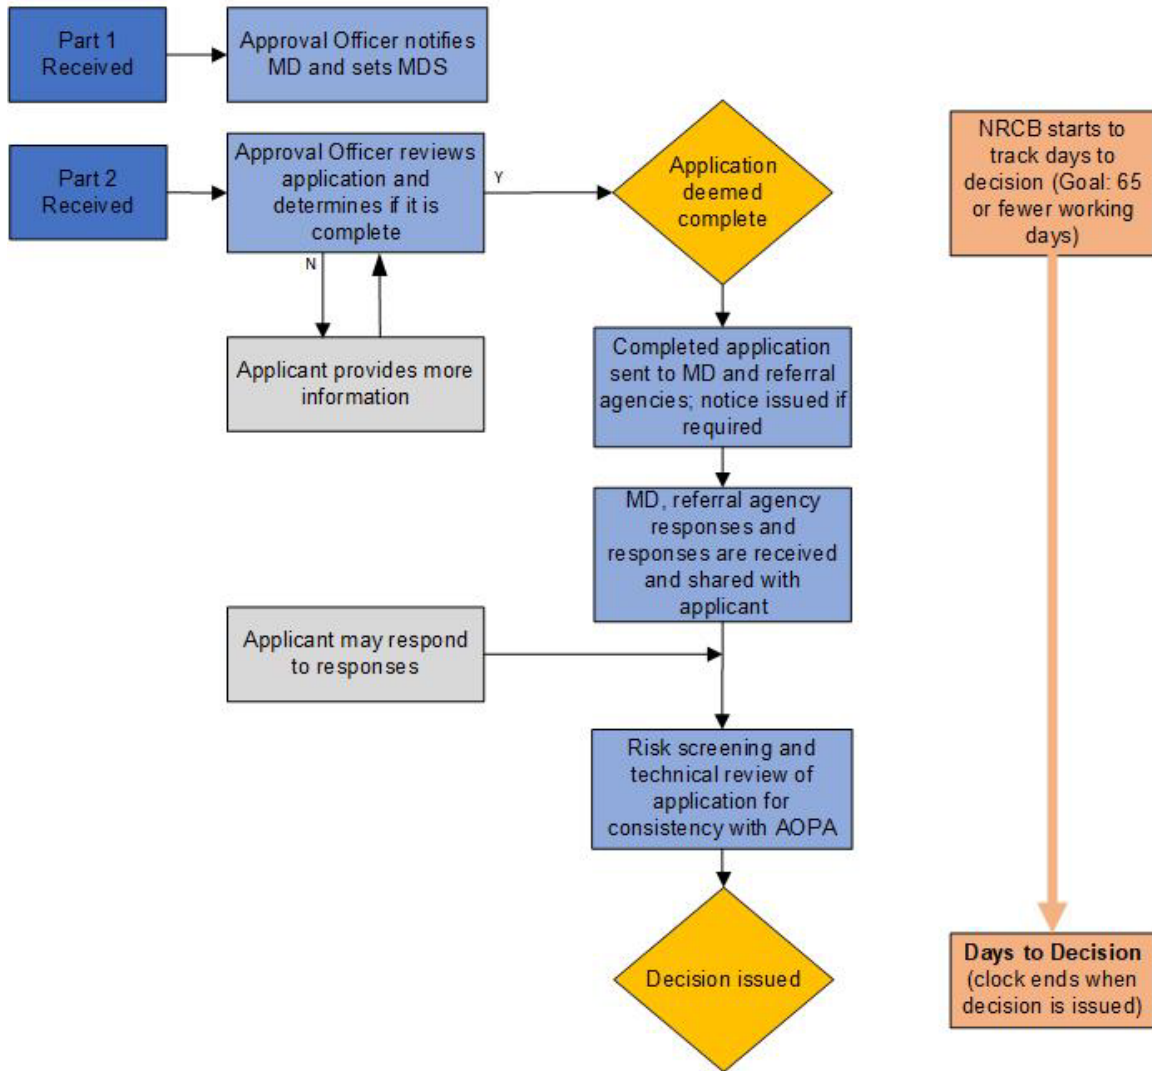 Part 1
Received
Approval Officer notifies
MD and sets MDS
Part 2
Received
Approval Officer reviews
application and
determines if it is
complete
Y
N
Applicant provides more
information
Application
deemed
complete
NRCB starts to
track days to
decision (Goal: 65
or fewer working
days)
Completed application
sent to MD and referral
agencies; notice issued if
required
MD, referral agency
responses and
responses are received
and shared with
applicant
Applicant may respond
to responses
Risk screening and
technical review of
application for
consistency with AOPA
Decision issued
Days to Decision
(clock ends when
decision is issued)